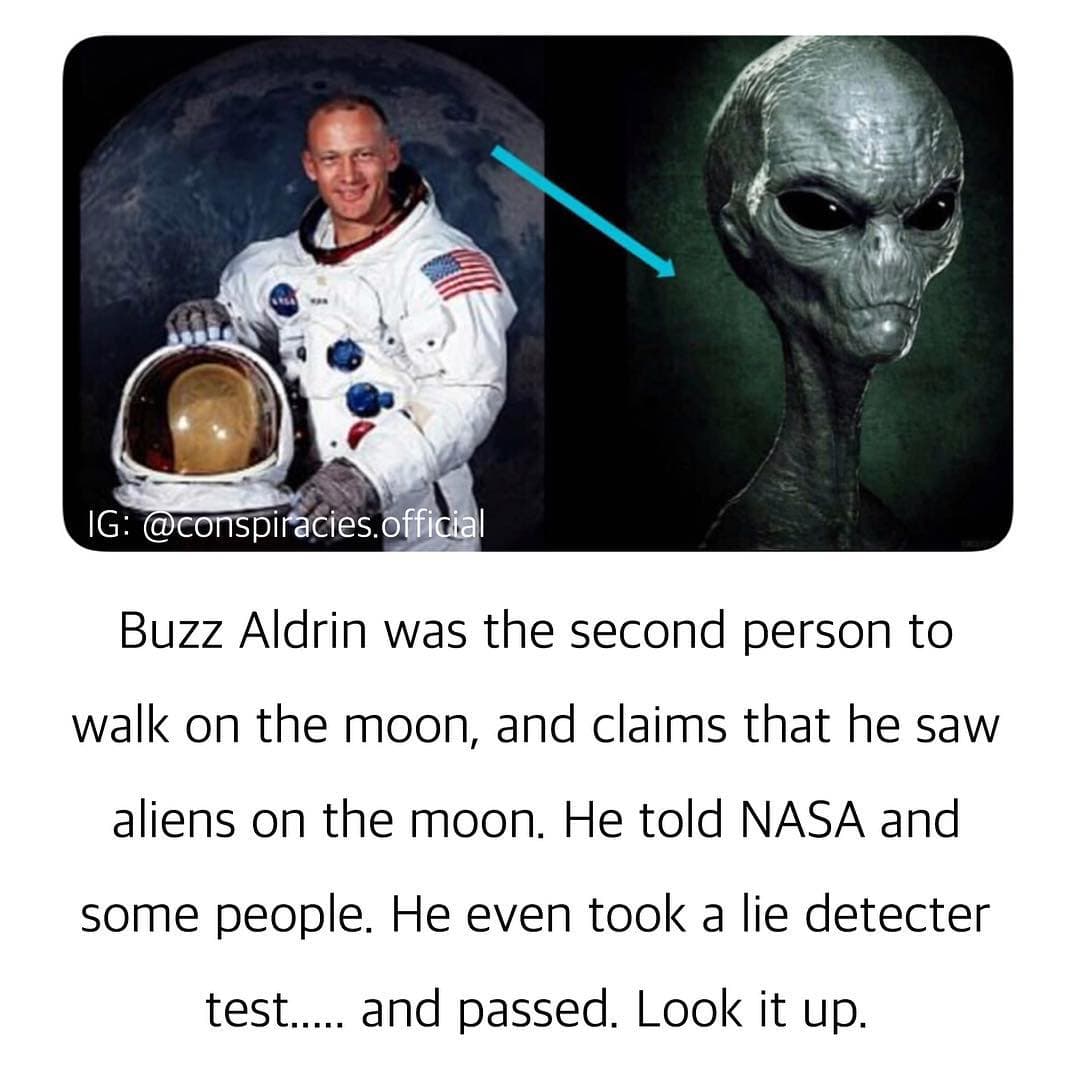 NASA
IG: @conspiracies.official
Buzz Aldrin was the second person to
walk on the moon, and claims that he saw
aliens on the moon. He told NASA and
some people. He even took a lie detecter
test..... and passed. Look it up.